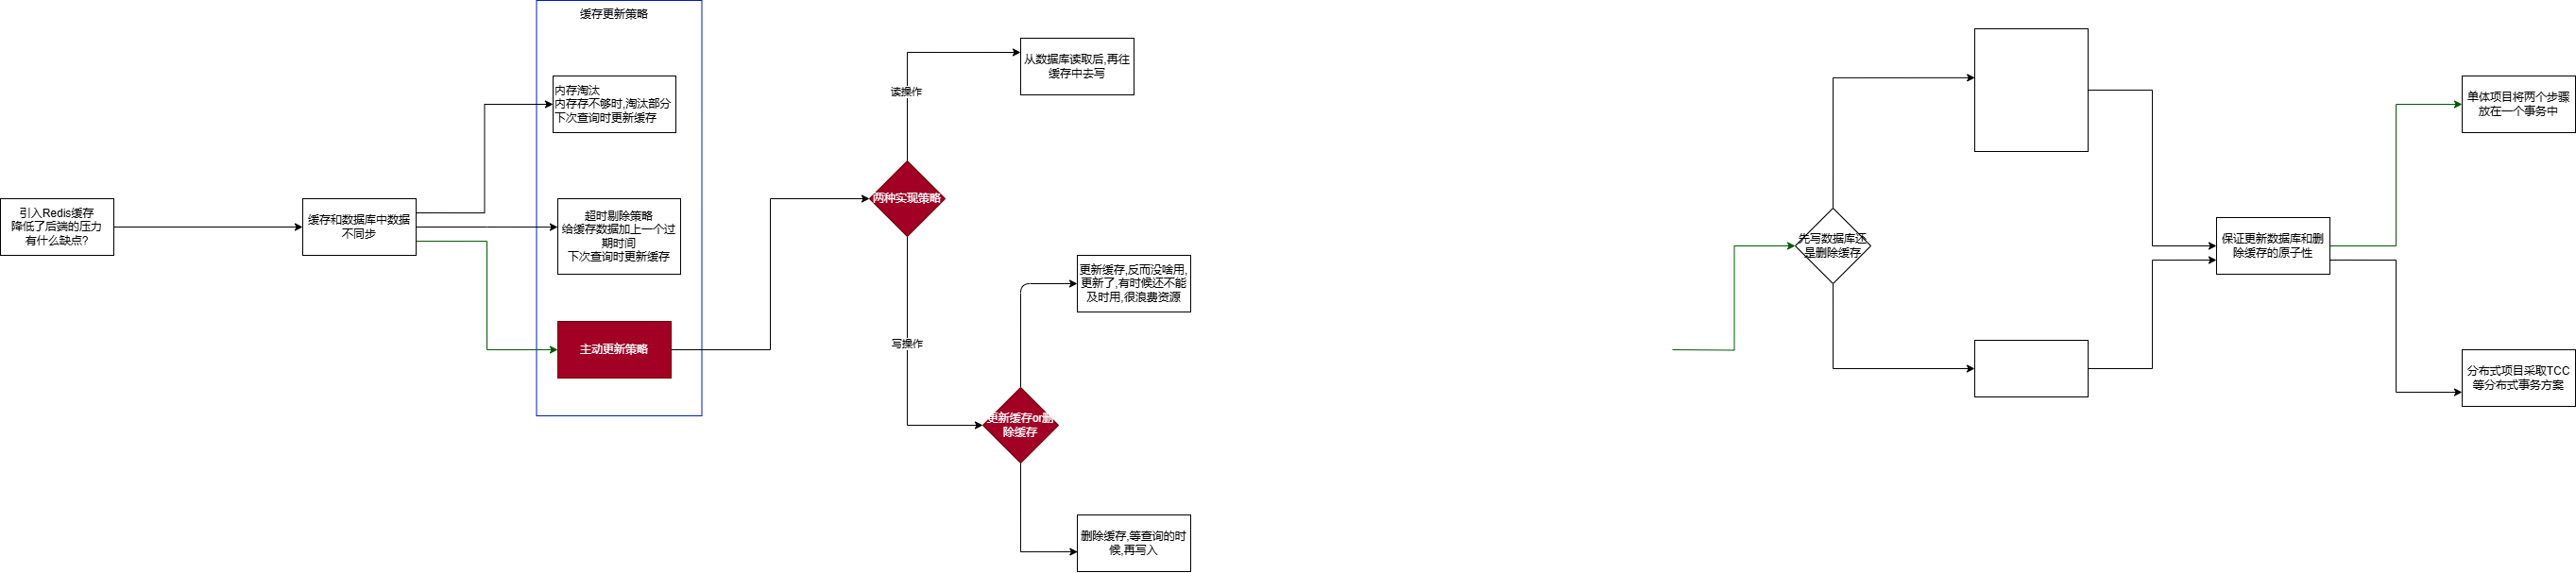 缓存更新策略
引入Redis缓存
降低了后端的压力
有什么缺点?
缓存和数据库中数据
不同步
内存淘汰
内存存不够时,淘汰部分
下次查询时更新缓存
超时剔除策略
给缓存数据加上一个过
期时间
下次查询时更新缓存
主动更新策略
两种实现策略
读操作
从数据库读取后,再往
缓存中去写
写操作
更新缓存or删
除缓存
更新缓存,反而没啥用,
更新了,有时候还不能
及时用,很浪费资源
删除缓存,等查询的时
候,再写入
先写数据库还
是删除缓存
保证更新数据库和删
除缓存的原子性
单体项目将两个步骤
放在一个事务中
分布式项目采取TCC
等分布式事务方案